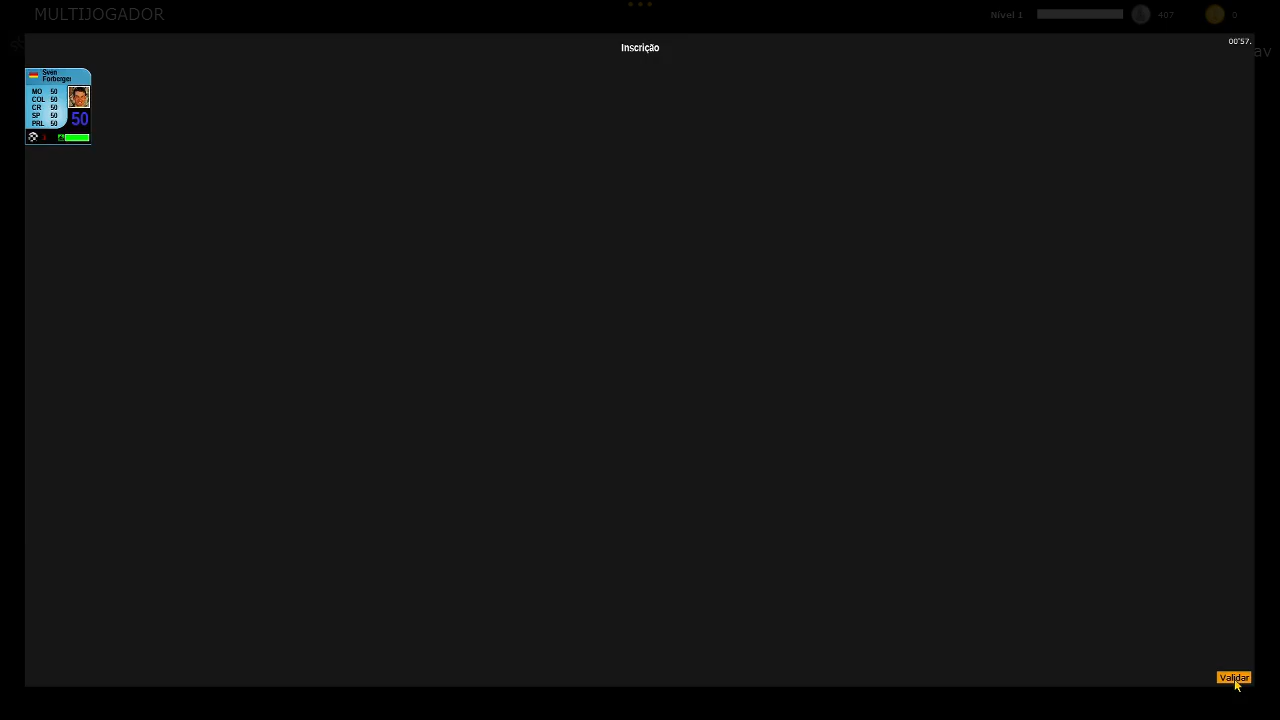 MULTIJOGADOR
Nível 1
407
0
Inscrição
00'57.
av
Sven
Forberger
MO 50
COL 50
CR 50
SP 50
PRL 50
50
Validar